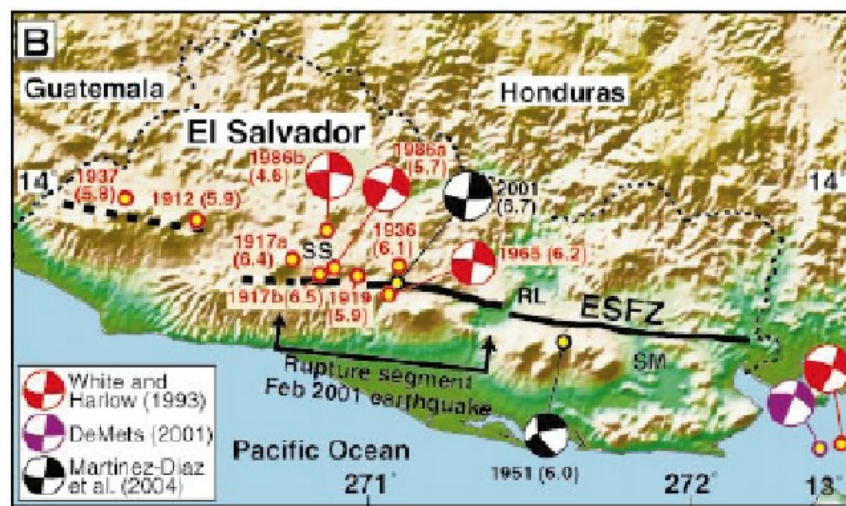 B
Guatemala
Honduras
El Salvador
14°
14°
1937
(5.8)
1912 (5.9)
1986b
(4.6)
1986a
(5.7)
2001
(6.7)
1917a
(6.4)
SS
1936
(6.1)
1965 (6.2)
1917b (6.5)
1919
(5.9)
RL
ESFZ
SM
Rupture segment
Feb 2001 earthquake
White and
Harlow (1993)
DeMets (2001)
Martinez-Diaz
et al. (2004)
Pacific Ocean
1951 (6.0)
271°
272°
13°